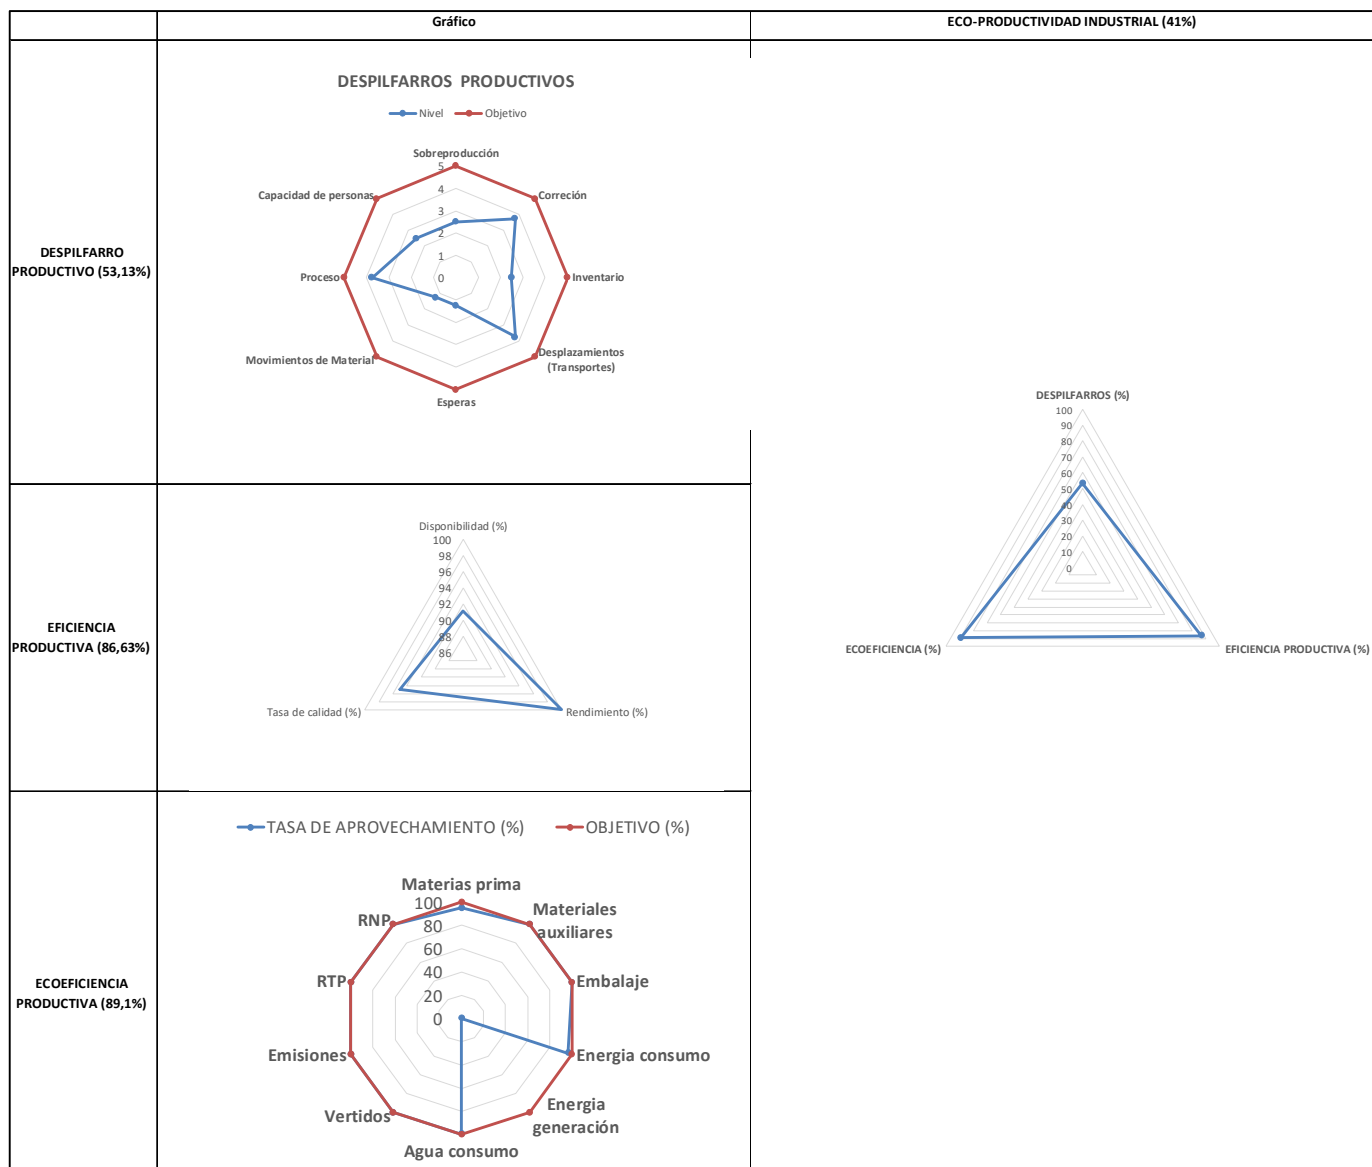 Gráfico
ECO-PRODUCTIVIDAD INDUSTRIAL (41%)
DESPILFARRO
PRODUCTIVO (53,13%)
DESPILFARROS PRODUCTIVOS
Nivel
Objetivo
Sobreproducción
5
4
3
2
1
0
Correción
Inventario
Desplazamientos
(Transportes)
Esperas
Movimientos de Material
Proceso
Capacidad de personas
DESPILFARROS (%)
100
90
80
70
60
50
40
30
20
10
0
ECOEFICIENCIA (%)
EFICIENCIA PRODUCTIVA (%)
EFICIENCIA
PRODUCTIVA (86,63%)
Disponibilidad (%)
100
98
96
94
92
90
88
86
Tasa de calidad (%)
Rendimiento (%)
ECOEFICIENCIA
PRODUCTIVA (89,1%)
TASA DE APROVECHAMIENTO (%)
OBJETIVO (%)
Materias prima
100
80
60
40
20
0
Materiales
auxiliares
Embalaje
Energia consumo
Energia
generación
Agua consumo
Vertidos
Emisiones
RTP
RNP